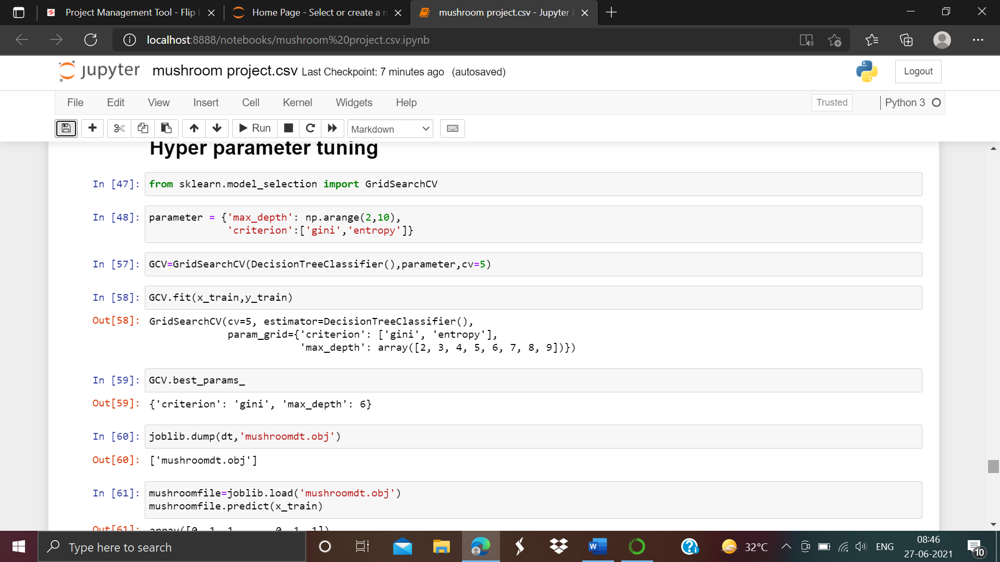 Project Management Tool - Flip
Home Page - Select or create a n
mushroom project.csv - Jupyter
localhost:8888/notebooks/mushroom%20project.csv.ipynb
jupyter mushroom project.csv Last Checkpoint: 7 minutes ago (autosaved)
Logout
File Edit View Insert Cell Kernel Widgets Help
Trusted Python 3
Run Markdown
Hyper parameter tuning
In [47]: from sklearn.model_selection import GridSearchCV
In [48]: parameter = {'max_depth': np.arange(2,10),
'criterion':['gini','entropy']}
In [57]: GCV=GridSearchCV(DecisionTreeClassifier(),parameter,cv=5)
In [58]: GCV.fit(x_train,y_train)
Out[58]: GridSearchCV(cv=5, estimator=DecisionTreeClassifier(),
param_grid={'criterion': ['gini', 'entropy'],
'max_depth': array([2, 3, 4, 5, 6, 7, 8, 9])})
In [59]: GCV.best_params_
Out[59]: {'criterion': 'gini', 'max_depth': 6}
In [60]: joblib.dump(dt,'mushroomdt.obj')
Out[60]: ['mushroomdt.obj']
In [61]: mushroomfile=joblib.load('mushroomdt.obj')
mushroomfile.predict(x_train)
Out[61]: array([0, 1, 1, ..., 0, 1, 1])
Type here to search
W
32°C
ENG
08:46
27-06-2021
10